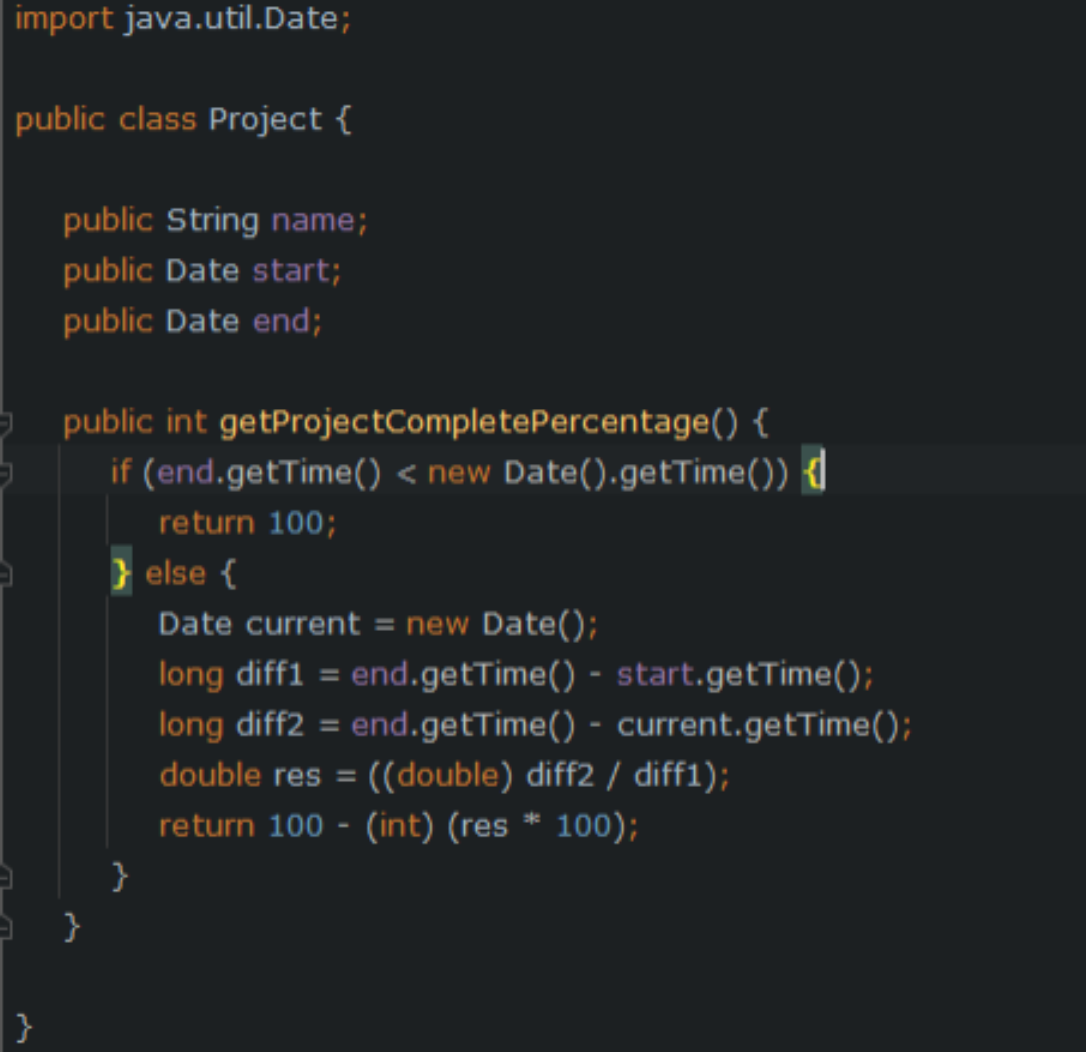 import java.util.Date;
public class Project {
public String name;
public Date start;
public Date end;
public int getProjectCompletePercentage() {
if (end.getTime() < new Date().getTime()) {
return 100;
} else {
Date current = new Date();
long diff1 = end.getTime() - start.getTime();
long diff2 = end.getTime() - current.getTime();
double res = ((double) diff2 / diff1);
return 100 - (int) (res * 100);
}
}
}